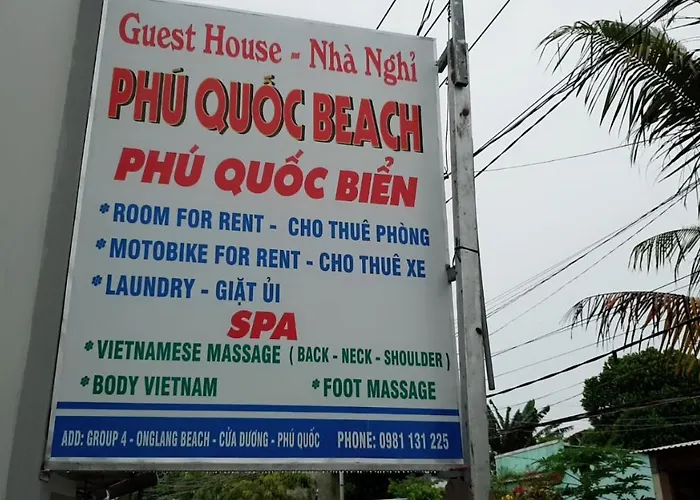 Guest House - Nhà Nghỉ
PHÚ QUỐC BEACH
PHÚ QUỐC BIỂN
* ROOM FOR RENT - CHO THUÊ PHÒNG
* MOTOBIKE FOR RENT - CHO THUÊ XE
* LAUNDRY - GIẶT ỦI
SPA
* VIETNAMESE MASSAGE ( BACK - NECK - SHOULDER )
* BODY VIETNAM * FOOT MASSAGE
ADD: GROUP 4 - ONGLANG BEACH - CỬA DƯƠNG - PHÚ QUỐC PHONE: 0981 131 225